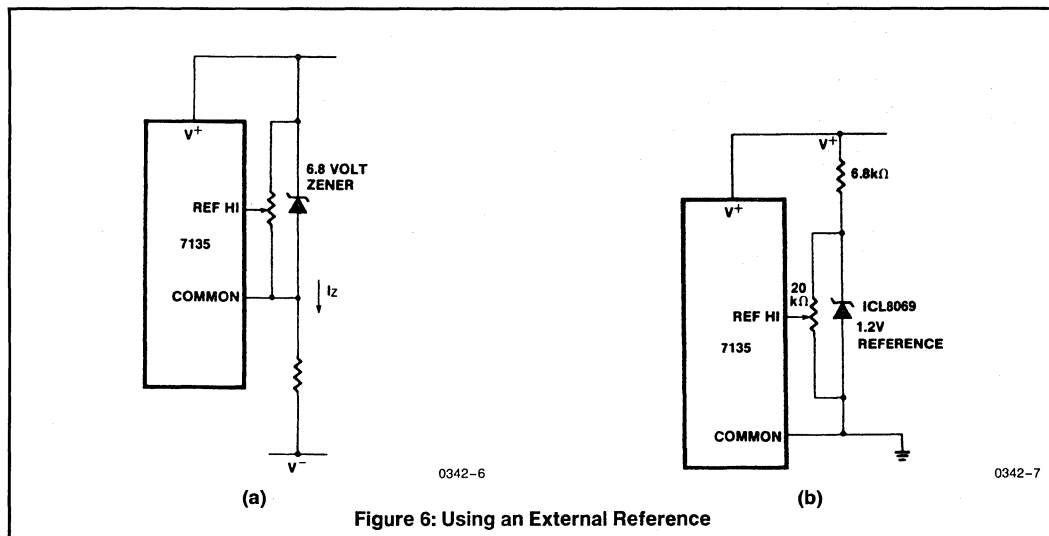 V+
6.8 VOLT
ZENER
REF HI
7135
COMMON
IZ
V−
0342-6
(a)
V+
6.8kΩ
V+
20
kΩ
ICL8069
1.2V
REFERENCE
REF HI
7135
COMMON
0342-7
(b)
Figure 6: Using an External Reference